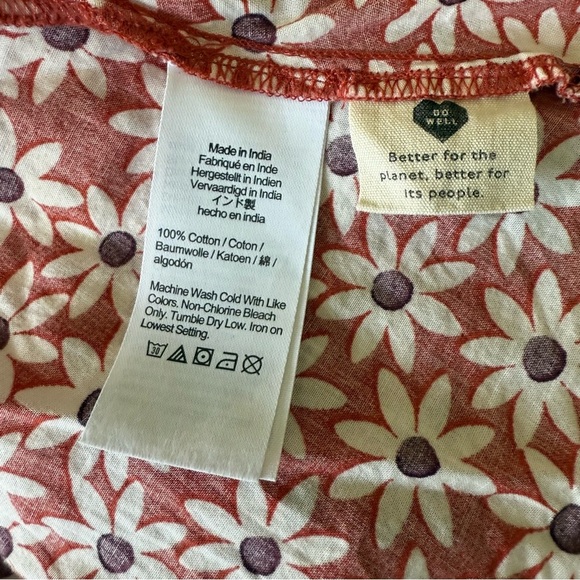 Made in India
Fabriqué en Inde
Hergestellt in Indien
Vervaardigd in India
インド製
hecho en india
100% Cotton / Coton /
Baumwolle / Katoen / 綿 /
algodón
Machine Wash Cold With Like
Colors. Non-Chlorine Bleach
Only. Tumble Dry Low. Iron on
Lowest Setting.
30
DO
WELL
Better for the
planet, better for
its people.